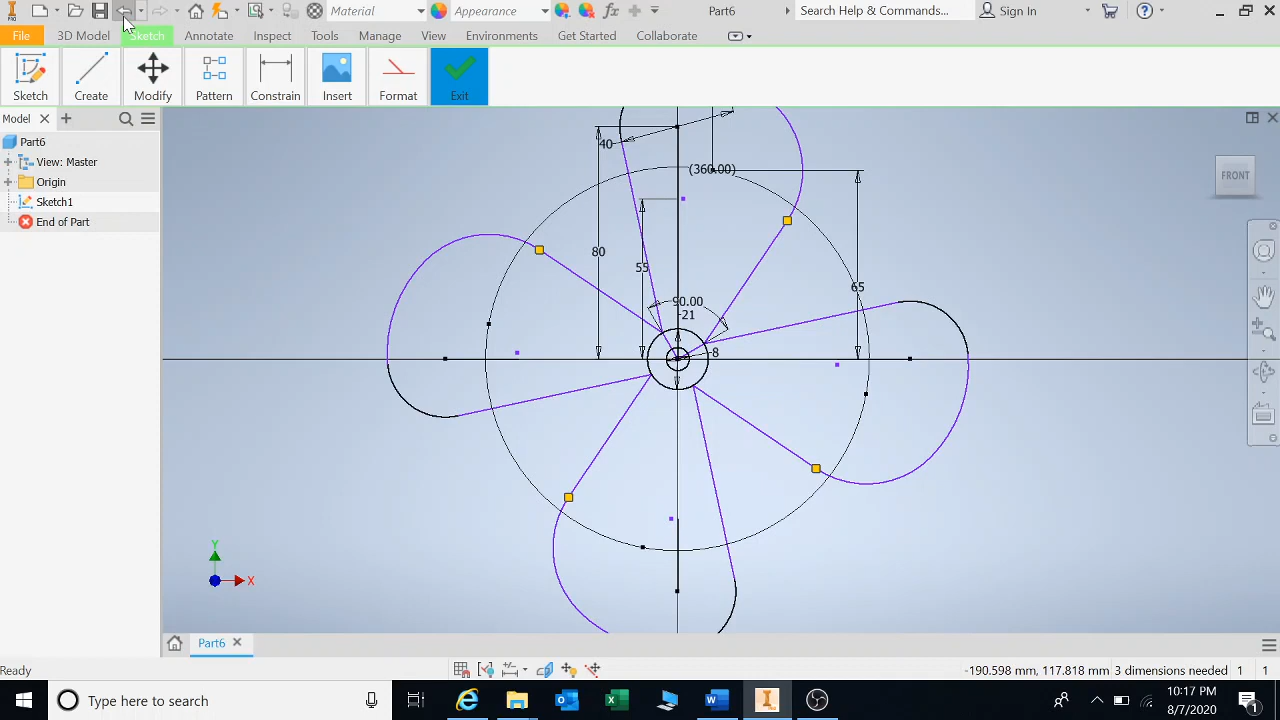 Material
Appearance
fx
Part6
Search Help & Commands...
Sign In
File
3D Model
Sketch
Annotate
Inspect
Tools
Manage
View
Environments
Get Started
Collaborate
Sketch
Create
Modify
Pattern
Constrain
Insert
Format
Exit
Model
Part6
View: Master
Origin
Sketch1
End of Part
40
(360.00)
80
55
65
90.00
21
8
FRONT
Y
X
Part6
Ready
-190.598 mm, 117.818 mm
3 dimensions needed
1
1
Type here to search
10:17 PM
8/7/2020